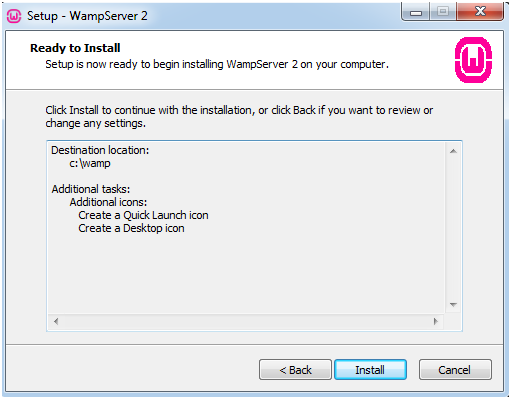 Setup - WampServer 2
Ready to Install
Setup is now ready to begin installing WampServer 2 on your computer.
Click Install to continue with the installation, or click Back if you want to review or
change any settings.
Destination location:
c:\wamp
Additional tasks:
Additional icons:
Create a Quick Launch icon
Create a Desktop icon
< Back
Install
Cancel